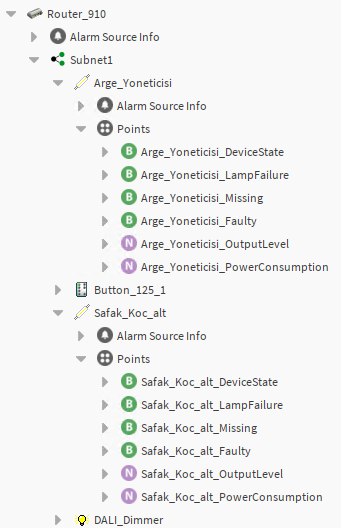 Router_910
Alarm Source Info
Subnet1
Arge_Yoneticisi
Alarm Source Info
Points
B Arge_Yoneticisi_DeviceState
B Arge_Yoneticisi_LampFailure
B Arge_Yoneticisi_Missing
B Arge_Yoneticisi_Faulty
N Arge_Yoneticisi_OutputLevel
N Arge_Yoneticisi_PowerConsumption
Button_125_1
Safak_Koc_alt
Alarm Source Info
Points
B Safak_Koc_alt_DeviceState
B Safak_Koc_alt_LampFailure
B Safak_Koc_alt_Missing
B Safak_Koc_alt_Faulty
N Safak_Koc_alt_OutputLevel
N Safak_Koc_alt_PowerConsumption
DALI_Dimmer